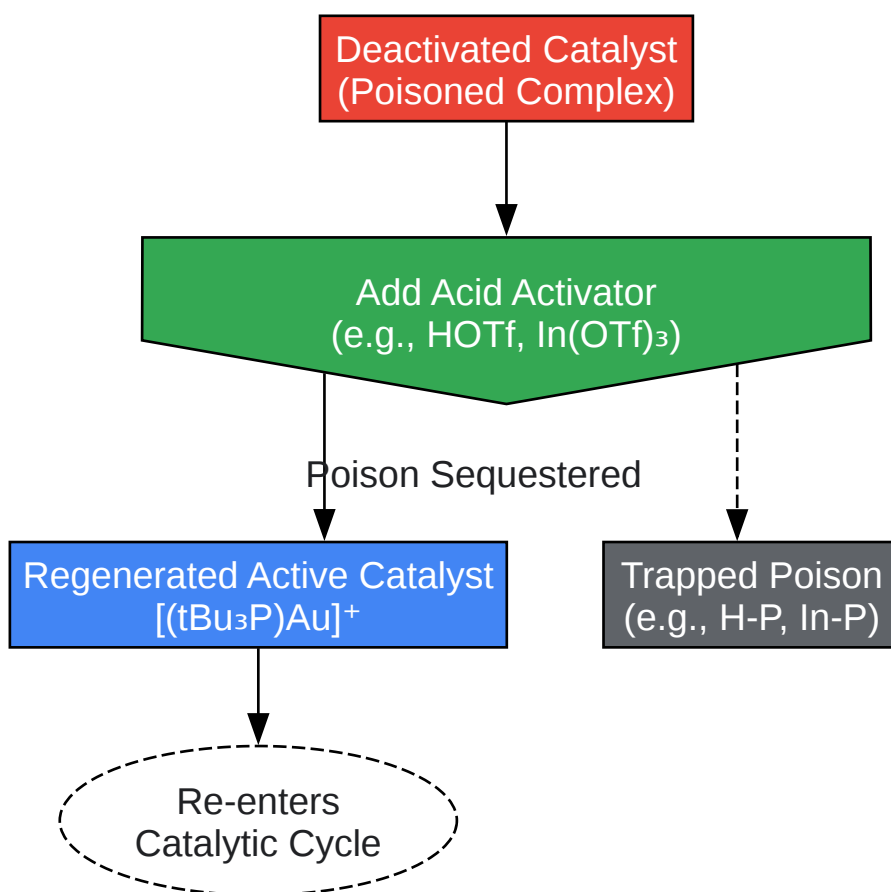 Deactivated Catalyst
(Poisoned Complex)
Add Acid Activator
(e.g., HOTf, In(OTf)₃)
Poison Sequestered
Regenerated Active Catalyst
[(tBu₃P)Au]⁺
Trapped Poison
(e.g., H-P, In-P)
Re-enters
Catalytic Cycle